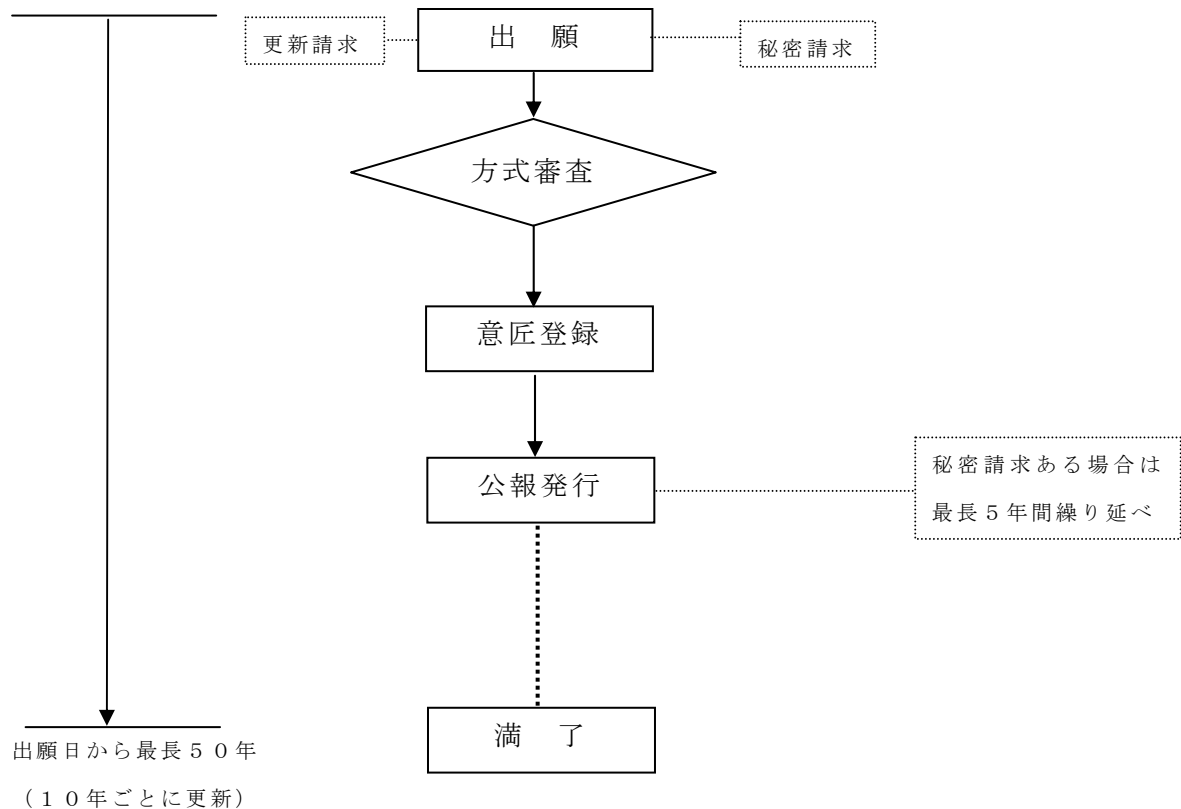 出　願
更新請求
秘密請求
方式審査
意匠登録
公報発行
秘密請求ある場合は
最長５年間繰り延べ
満　了
出願日から最長５０年
（１０年ごとに更新）